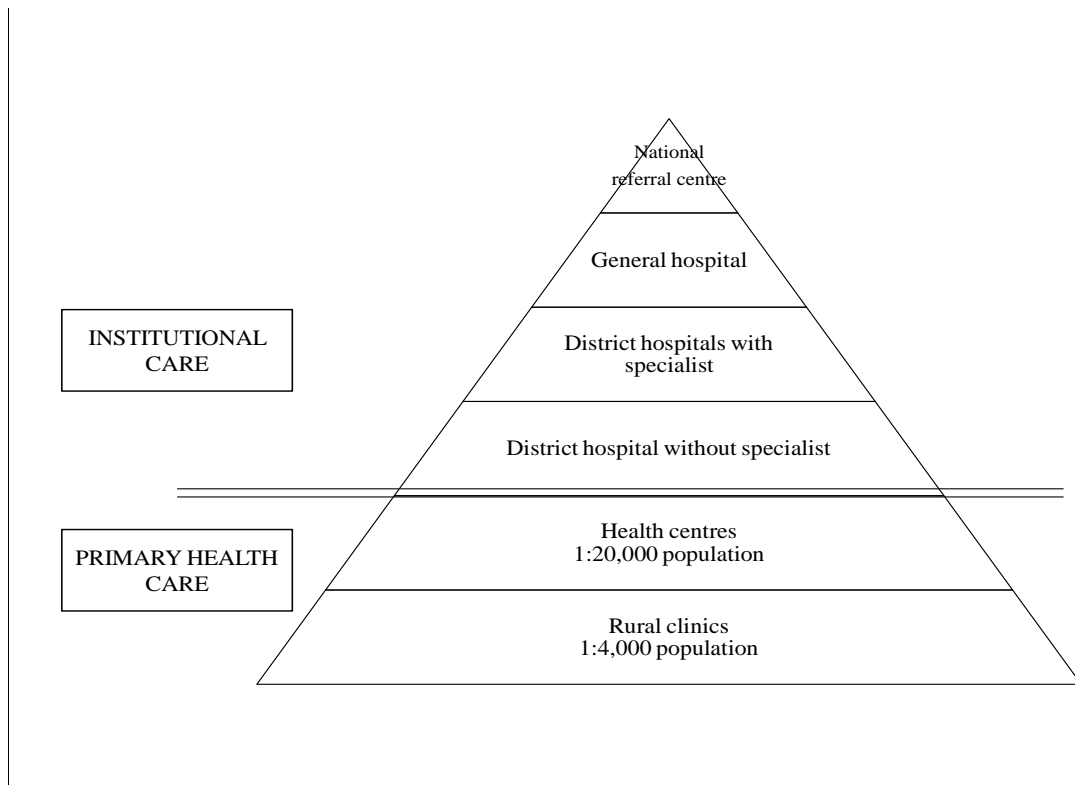 National
referral centre
General hospital
INSTITUTIONAL
CARE
District hospitals with
specialist
District hospital without specialist
PRIMARY HEALTH
CARE
Health centres
1:20,000 population
Rural clinics
1:4,000 population